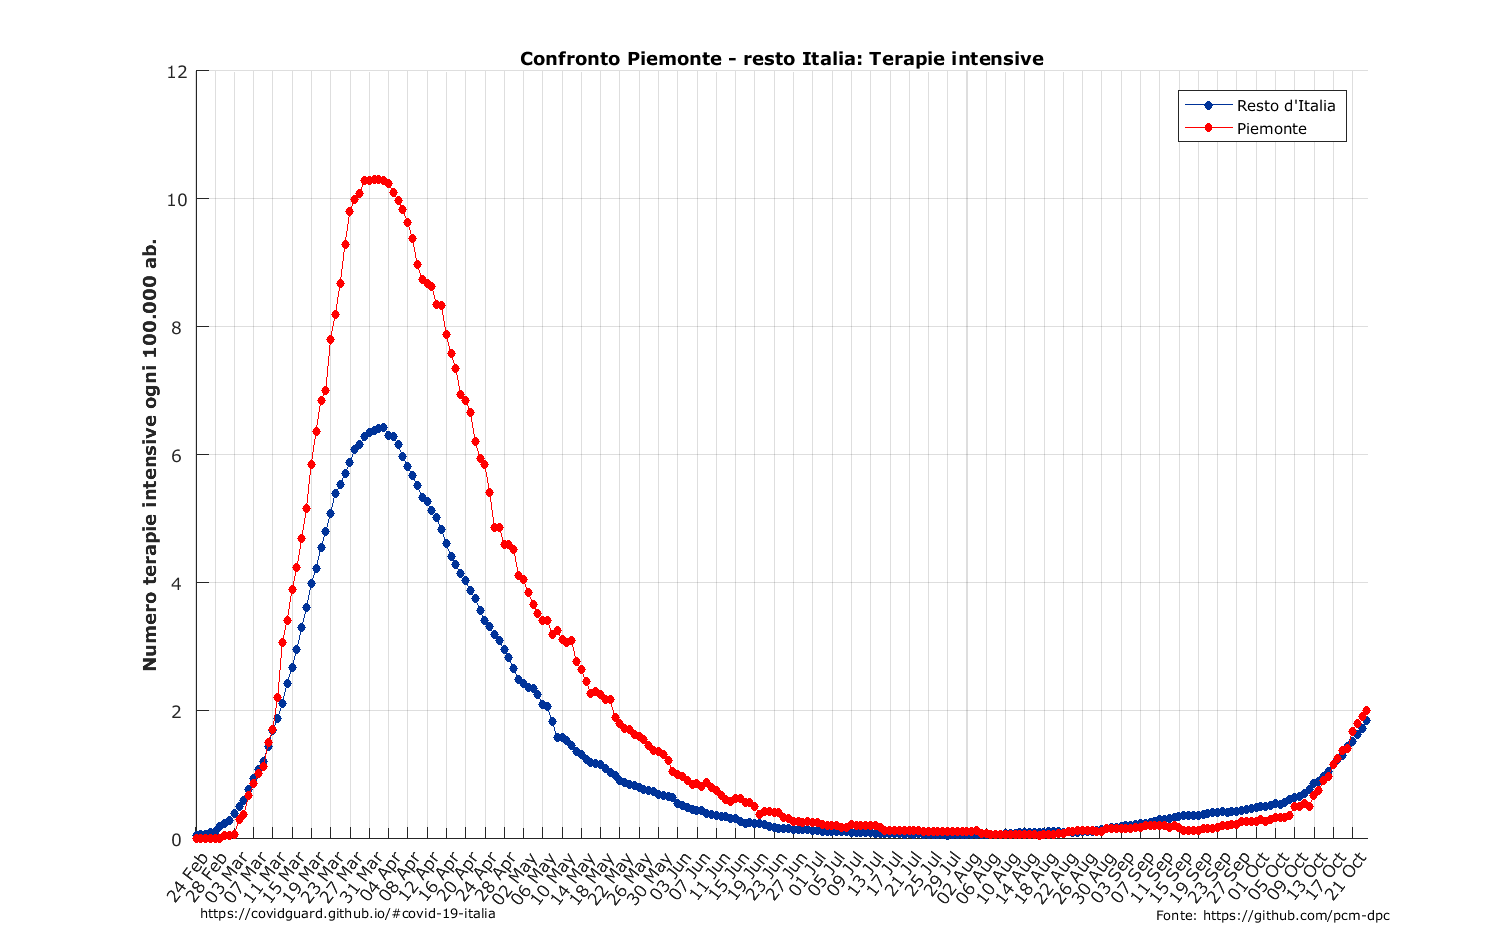 Confronto Piemonte - resto Italia: Terapie intensive
Resto d'Italia
Piemonte
Numero terapie intensive ogni 100.000 ab.
12
10
8
6
4
2
0
24 Feb
28 Feb
03 Mar
07 Mar
11 Mar
15 Mar
19 Mar
23 Mar
27 Mar
31 Mar
04 Apr
08 Apr
12 Apr
16 Apr
20 Apr
24 Apr
28 Apr
02 May
06 May
10 May
14 May
18 May
22 May
26 May
30 May
03 Jun
07 Jun
11 Jun
15 Jun
19 Jun
23 Jun
27 Jun
01 Jul
05 Jul
09 Jul
13 Jul
17 Jul
21 Jul
25 Jul
29 Jul
02 Aug
06 Aug
10 Aug
14 Aug
18 Aug
22 Aug
26 Aug
30 Aug
03 Sep
07 Sep
11 Sep
15 Sep
19 Sep
23 Sep
27 Sep
01 Oct
05 Oct
09 Oct
13 Oct
17 Oct
21 Oct
https://covidguard.github.io/#covid-19-italia
Fonte: https://github.com/pcm-dpc